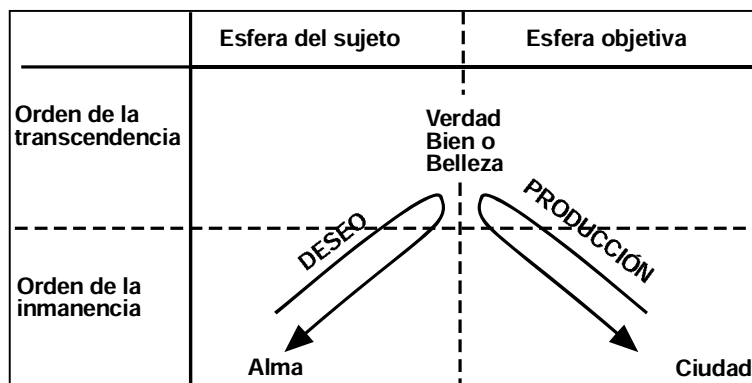 Esfera del sujeto
Esfera objetiva
Orden de la
transcendencia
Verdad
Bien o
Belleza
DESEO
PRODUCCIÓN
Orden de la
inmanencia
Alma
Ciudad